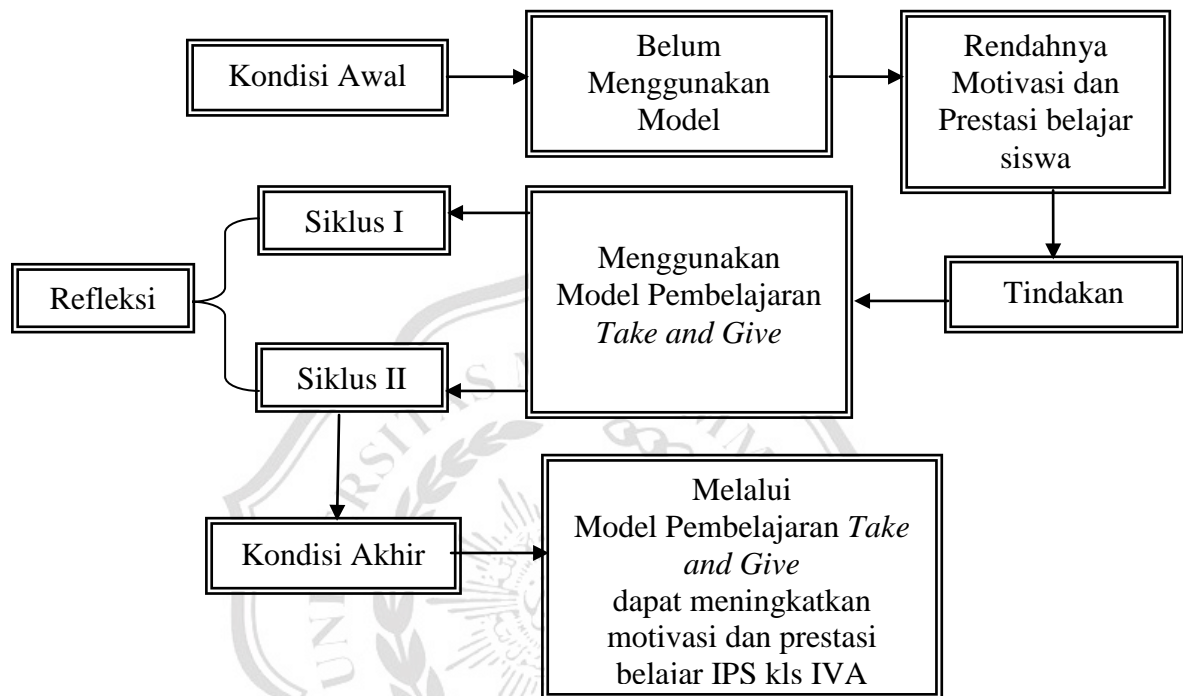 Kondisi Awal
Belum
Menggunakan
Model
Rendahnya
Motivasi dan
Prestasi belajar
siswa
Siklus I
Refleksi
Menggunakan
Model Pembelajaran
Take and Give
Tindakan
Siklus II
Kondisi Akhir
Melalui
Model Pembelajaran Take
and Give
dapat meningkatkan
motivasi dan prestasi
belajar IPS kls IVA